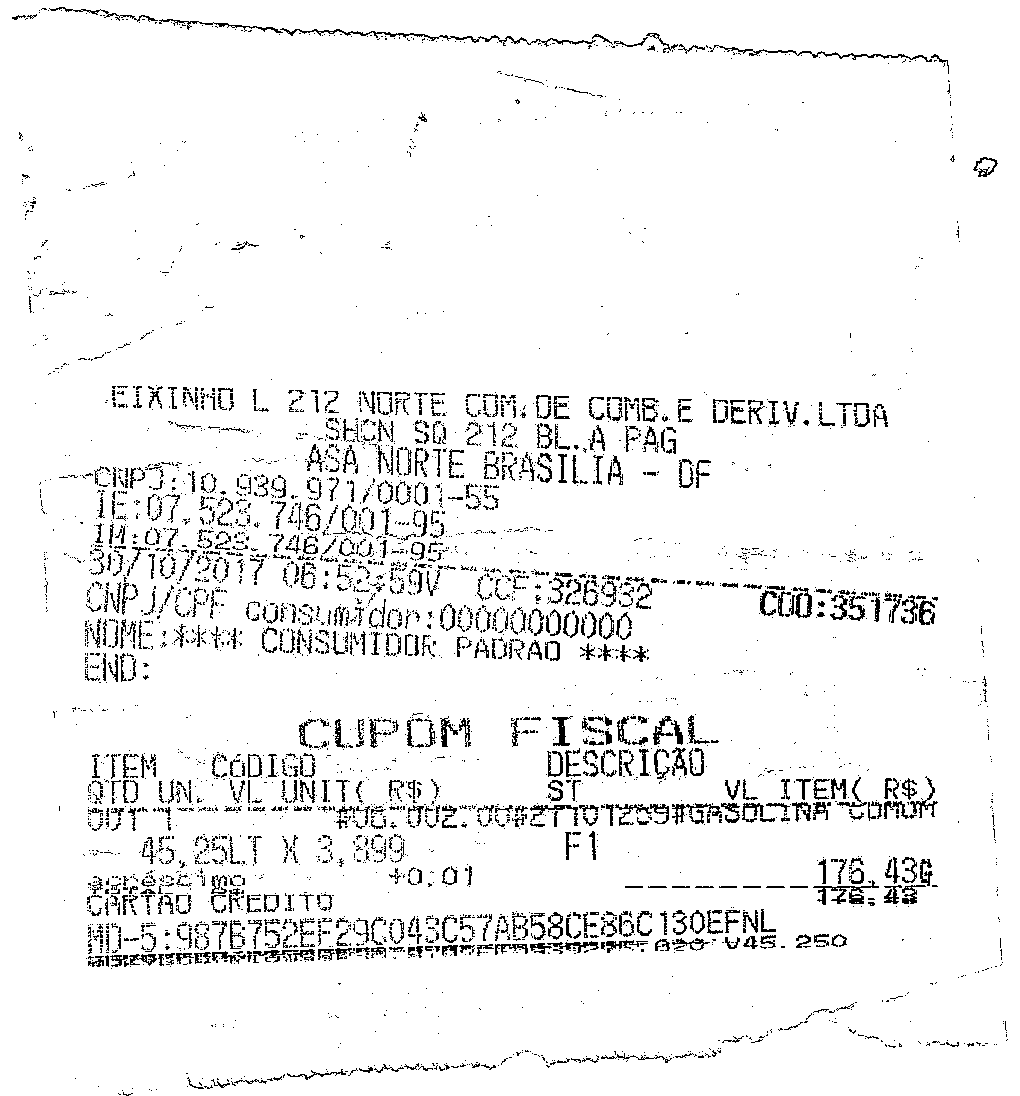 EIXINHO L 212 NORTE COM.DE COMB.E DERIV.LTDA
SHCN SQ 212 BL.A PAG
ASA NORTE BRASILIA - DF
CNPJ:10.939.971/0001-55
IE:07.523.746/001-95
IM:07.523.746/001-95
30/10/2017 06:52:59V CCF:326932 COO:351736
CNPJ/CPF consumidor:00000000000
NOME:**** CONSUMIDOR PADRAO ****
END:
CUPOM FISCAL
ITEM CóDIGO DESCRIÇÃO
QTD UN. VL UNIT( R$) ST VL ITEM( R$)
001 1 #06.002.00#27101259#GASOLINA COMUM
45,25LT X 3,899 F1 176,43G
acréscimo +0,01
176,43
CARTAO CREDITO
MD-5:987B752EF29C043C57AB58CE86C130EFNL
V45.250